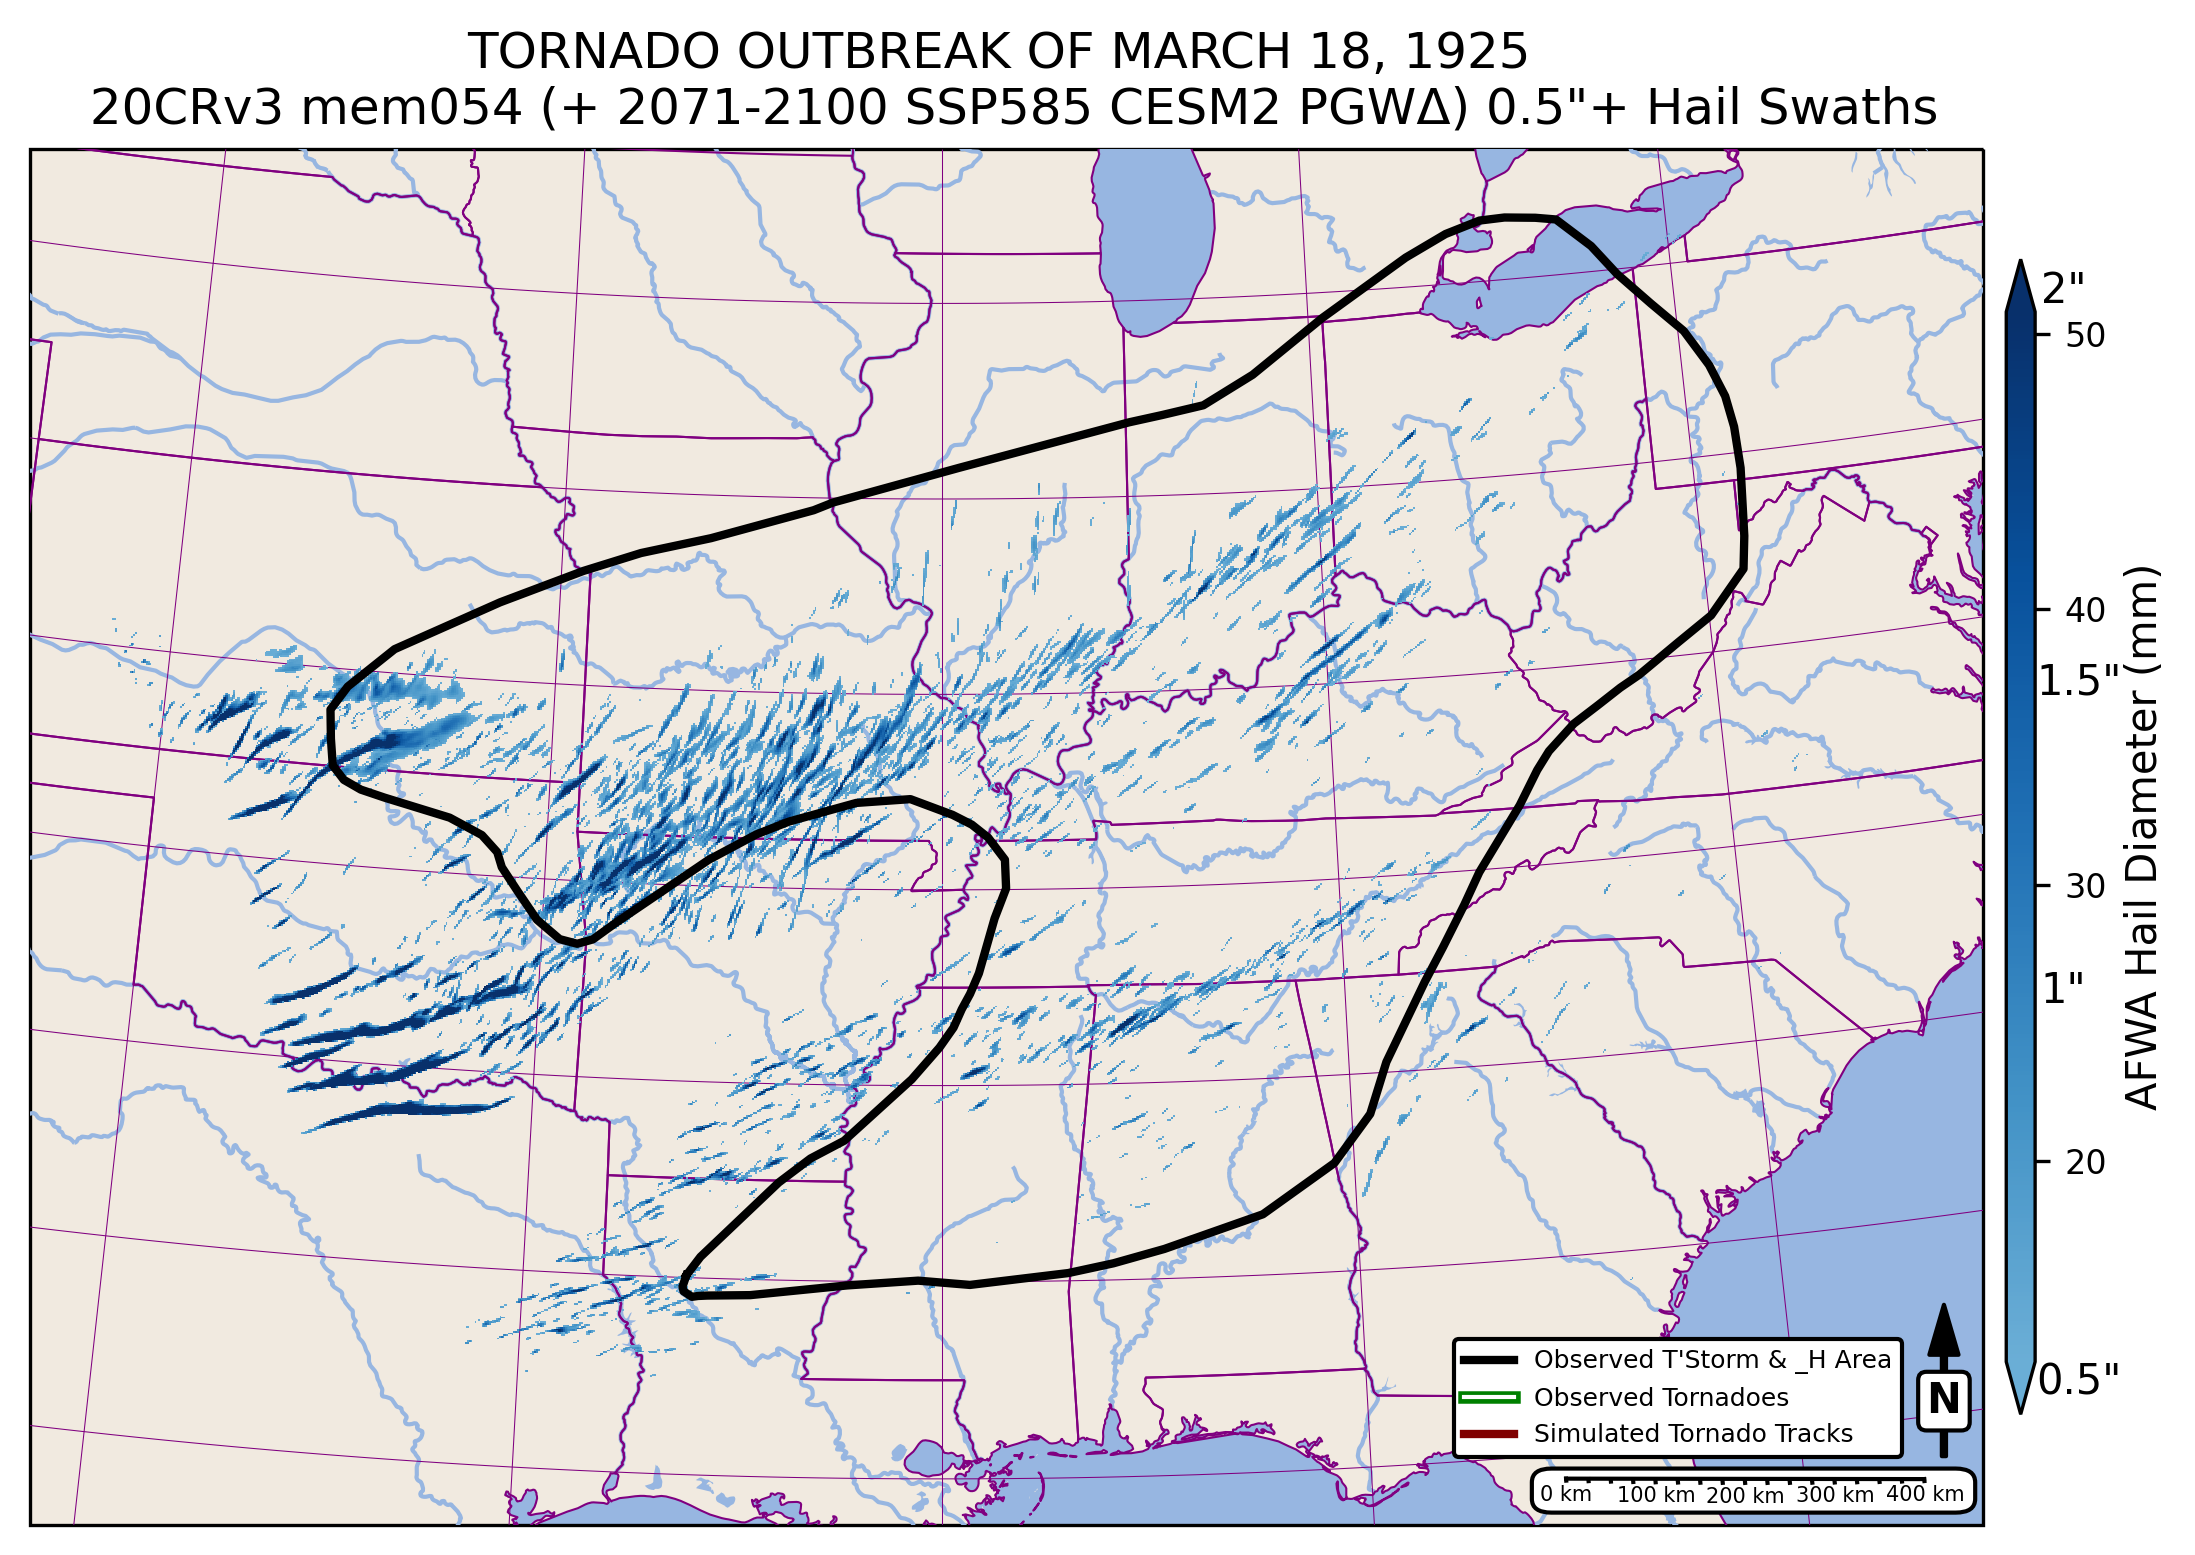 TORNADO OUTBREAK OF MARCH 18, 1925
20CRv3 mem054 (+ 2071-2100 SSP585 CESM2 PGWΔ) 0.5"+ Hail Swaths
2"
50
40
1.5"
30
1"
20
0.5"
AFWA Hail Diameter (mm)
Observed T'Storm & _H Area
Observed Tornadoes
Simulated Tornado Tracks
N
0 km 100 km 200 km 300 km 400 km